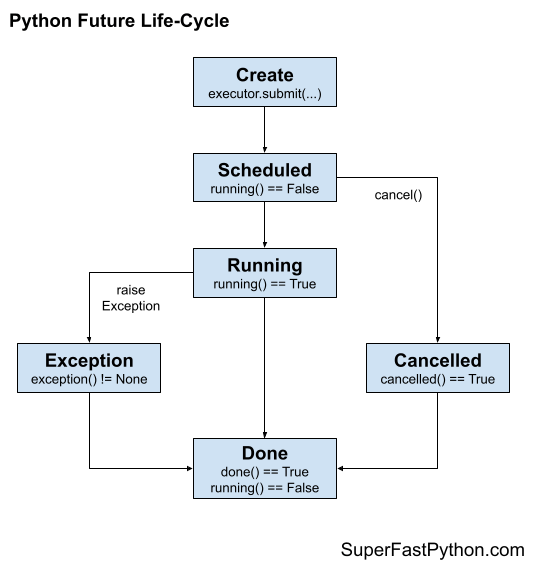 Python Future Life-Cycle
Create
executor.submit(...)
Scheduled
running() == False
cancel()
Running
running() == True
raise
Exception
Exception
exception() != None
Cancelled
cancelled() == True
Done
done() == True
running() == False
SuperFastPython.com